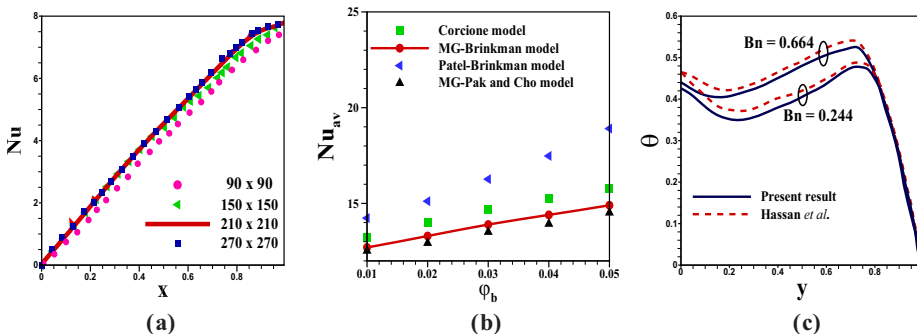 Nu
8
6
4
2
0
0
0.2
0.4
0.6
0.8
x
90 x 90
150 x 150
210 x 210
270 x 270
(a)
Nu_av
25
20
15
0.01
0.02
0.03
0.04
0.05
φ_b
Corcione model
MG-Brinkman model
Patel-Brinkman model
MG-Pak and Cho model
(b)
θ
0.6
0.5
0.4
0.3
0.2
0.1
0
0
0.2
0.4
0.6
0.8
y
Bn = 0.664
Bn = 0.244
Present result
Hassan et al.
(c)